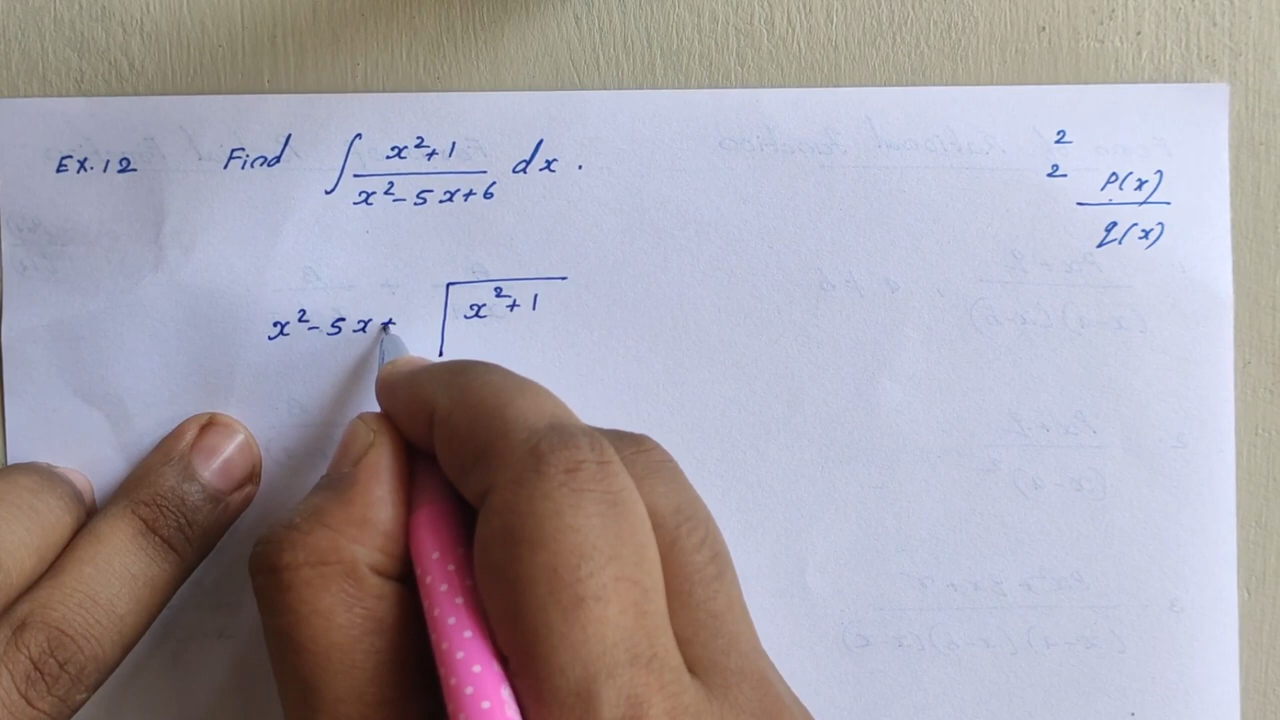 EX.12 Find ∫ x²+1 / x²-5x+6 dx .
2
2 P(x) / q(x)
x²-5x+ x²+1